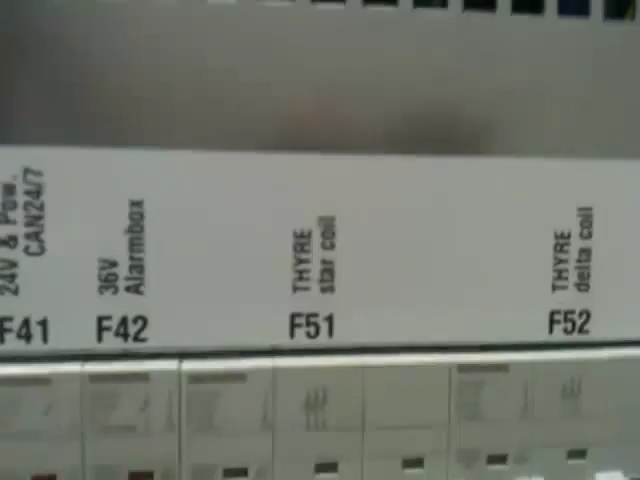 24V & Pow.
CAN24/7
F41
36V
Alarmbox
F42
THYRE
star coil
F51
THYRE
delta coil
F52